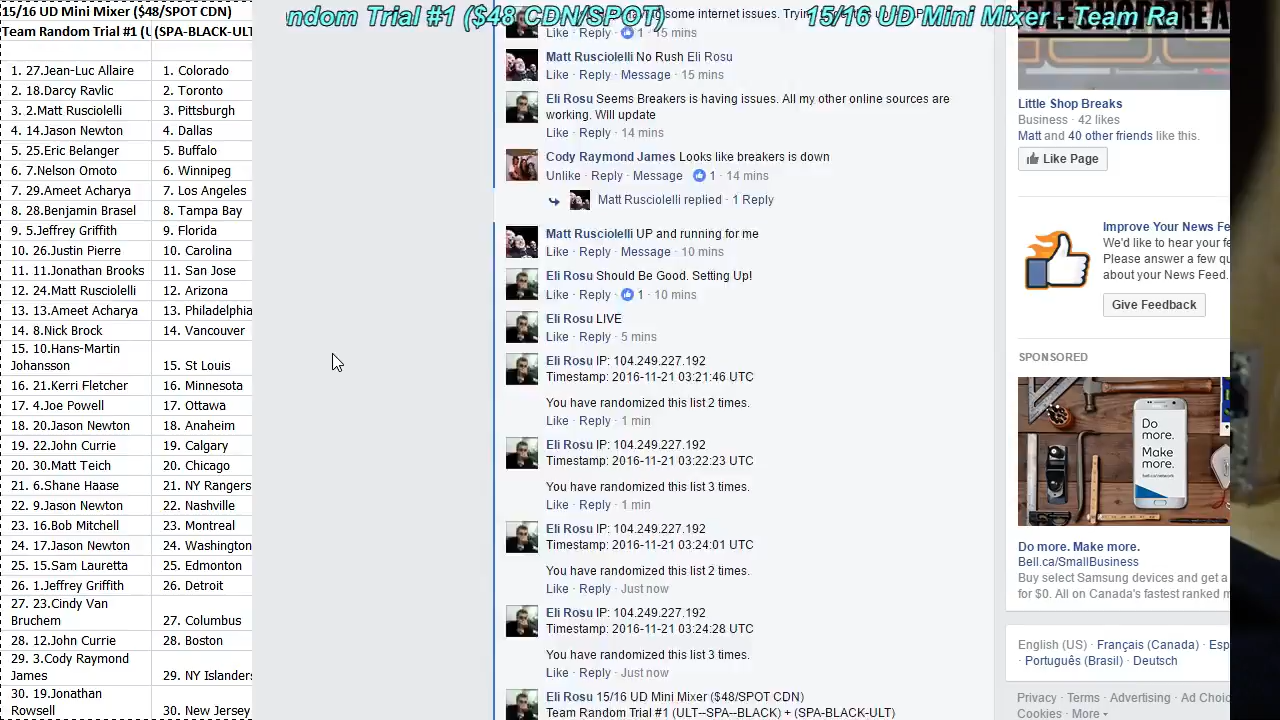 ndom Trial #1 ($48 CDN/SPOT)
15/16 UD Mini Mixer - Team Ra
15/16 UD Mini Mixer ($48/SPOT CDN)
Team Random Trial #1 (U (SPA-BLACK-ULT
1. 27.Jean-Luc Allaire 1. Colorado
2. 18.Darcy Ravlic 2. Toronto
3. 2.Matt Rusciolelli 3. Pittsburgh
4. 14.Jason Newton 4. Dallas
5. 25.Eric Belanger 5. Buffalo
6. 7.Nelson Omoto 6. Winnipeg
7. 29.Ameet Acharya 7. Los Angeles
8. 28.Benjamin Brasel 8. Tampa Bay
9. 5.Jeffrey Griffith 9. Florida
10. 26.Justin Pierre 10. Carolina
11. 11.Jonathan Brooks 11. San Jose
12. 24.Matt Rusciolelli 12. Arizona
13. 13.Ameet Acharya 13. Philadelphia
14. 8.Nick Brock 14. Vancouver
15. 10.Hans-Martin
Johansson 15. St Louis
16. 21.Kerri Fletcher 16. Minnesota
17. 4.Joe Powell 17. Ottawa
18. 20.Jason Newton 18. Anaheim
19. 22.John Currie 19. Calgary
20. 30.Matt Teich 20. Chicago
21. 6.Shane Haase 21. NY Rangers
22. 9.Jason Newton 22. Nashville
23. 16.Bob Mitchell 23. Montreal
24. 17.Jason Newton 24. Washington
25. 15.Sam Lauretta 25. Edmonton
26. 1.Jeffrey Griffith 26. Detroit
27. 23.Cindy Van
Bruchem 27. Columbus
28. 12.John Currie 28. Boston
29. 3.Cody Raymond
James 29. NY Islanders
30. 19.Jonathan
Rowsell 30. New Jersey
some internet issues.
Like · Reply · 1 · 15 mins
Matt Rusciolelli No Rush Eli Rosu
Like · Reply · Message · 15 mins
Eli Rosu Seems Breakers is having issues. All my other online sources are
working. WIll update
Like · Reply · 14 mins
Cody Raymond James Looks like breakers is down
Unlike · Reply · Message · 1 · 14 mins
Matt Rusciolelli replied · 1 Reply
Matt Rusciolelli UP and running for me
Like · Reply · Message · 10 mins
Eli Rosu Should Be Good. Setting Up!
Like · Reply · 1 · 10 mins
Eli Rosu LIVE
Like · Reply · 5 mins
Eli Rosu IP: 104.249.227.192
Timestamp: 2016-11-21 03:21:46 UTC
You have randomized this list 2 times.
Like · Reply · 1 min
Eli Rosu IP: 104.249.227.192
Timestamp: 2016-11-21 03:22:23 UTC
You have randomized this list 3 times.
Like · Reply · 1 min
Eli Rosu IP: 104.249.227.192
Timestamp: 2016-11-21 03:24:01 UTC
You have randomized this list 2 times.
Like · Reply · Just now
Eli Rosu IP: 104.249.227.192
Timestamp: 2016-11-21 03:24:28 UTC
You have randomized this list 3 times.
Like · Reply · Just now
Eli Rosu 15/16 UD Mini Mixer ($48/SPOT CDN)
Team Random Trial #1 (ULT--SPA--BLACK) + (SPA-BLACK-ULT)
Little Shop Breaks
Business · 42 likes
Matt and 40 other friends like this.
Like Page
Improve Your News Fe
We'd like to hear your fe
Please answer a few qu
about your News Feed.
Give Feedback
SPONSORED
Do
more.
Make
more.
Do more. Make more.
Bell.ca/SmallBusiness
Buy select Samsung devices and get a
for $0. All on Canada's fastest ranked m
English (US) · Français (Canada) · Esp
· Português (Brasil) · Deutsch
Privacy · Terms · Advertising · Ad Choic
Cookies · More